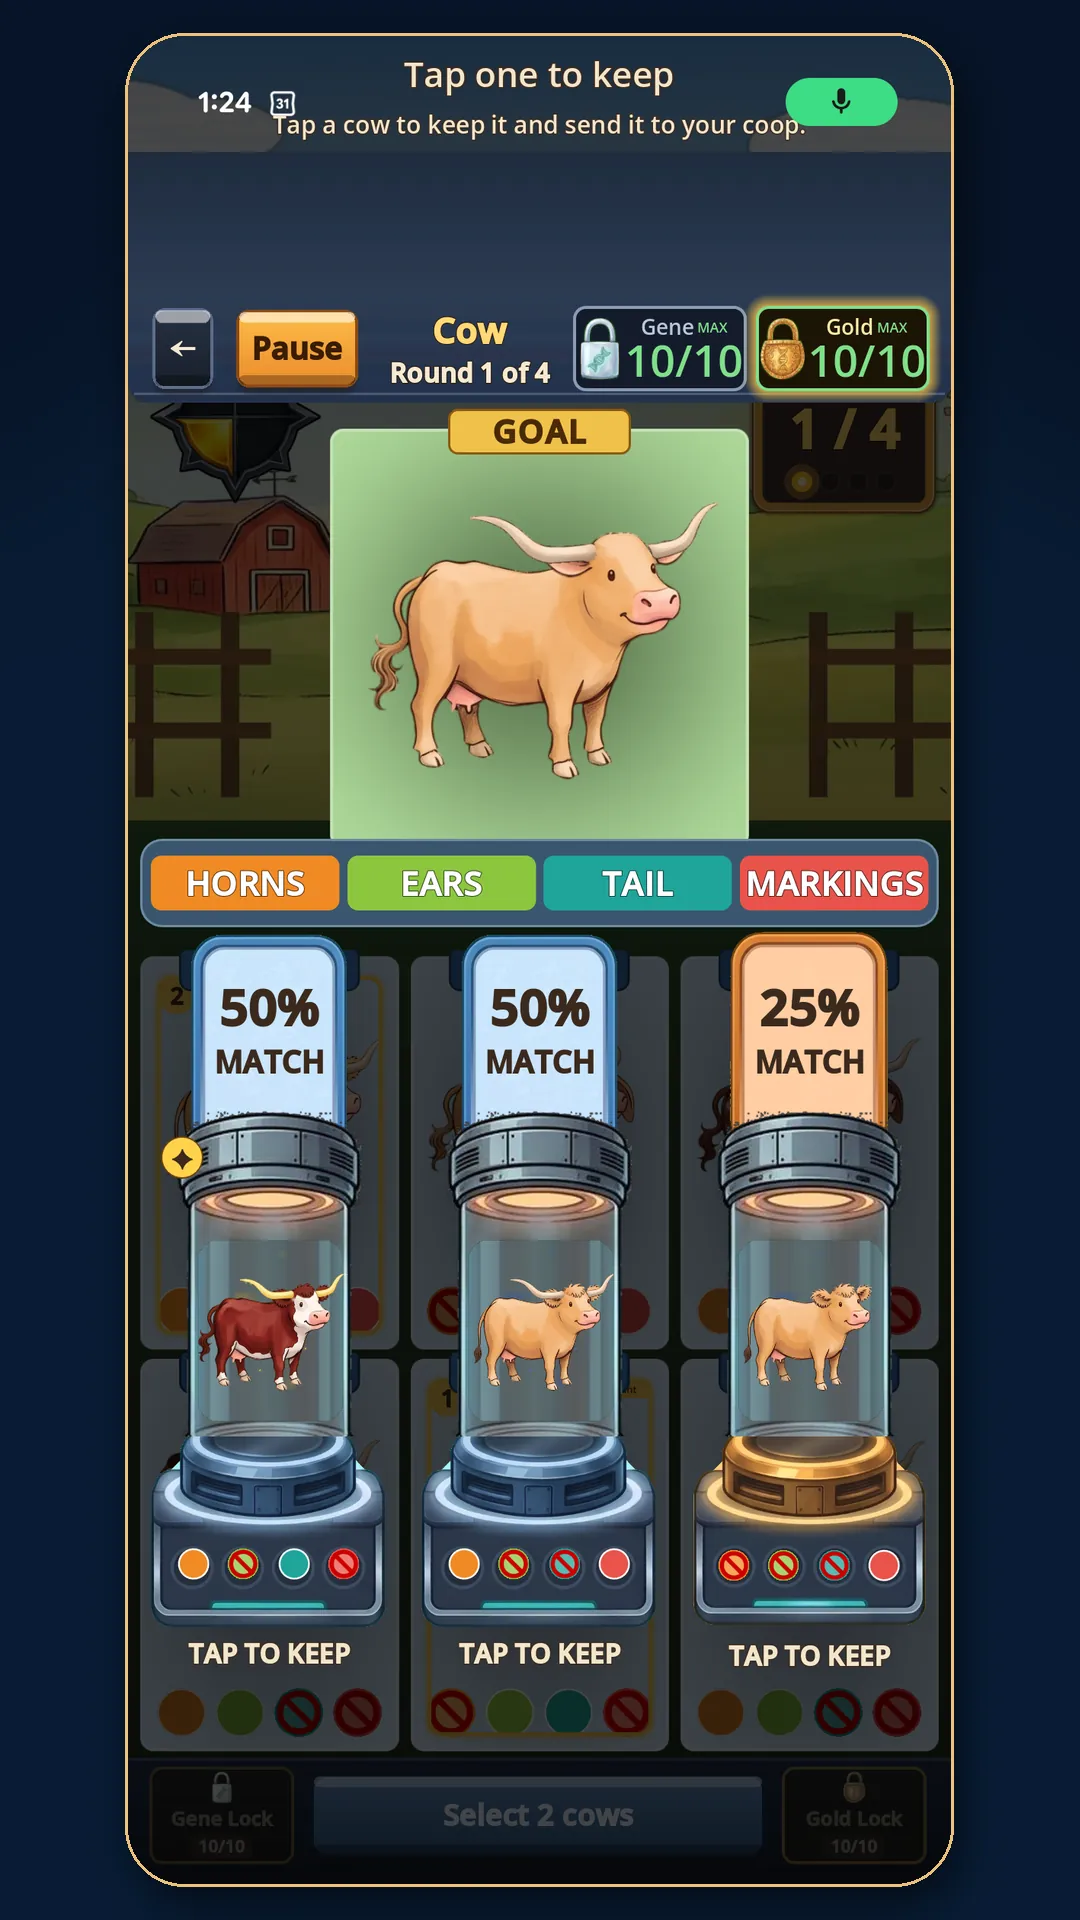 Tap one to keep
1:24
31
Tap a cow to keep it and send it to your coop.
Pause
Cow
Round 1 of 4
Gene MAX
10/10
Gold MAX
10/10
GOAL
1/4
HORNS
EARS
TAIL
MARKINGS
2
50%
MATCH
50%
MATCH
25%
MATCH
1
TAP TO KEEP
TAP TO KEEP
TAP TO KEEP
Gene Lock
10/10
Select 2 cows
Gold Lock
10/10